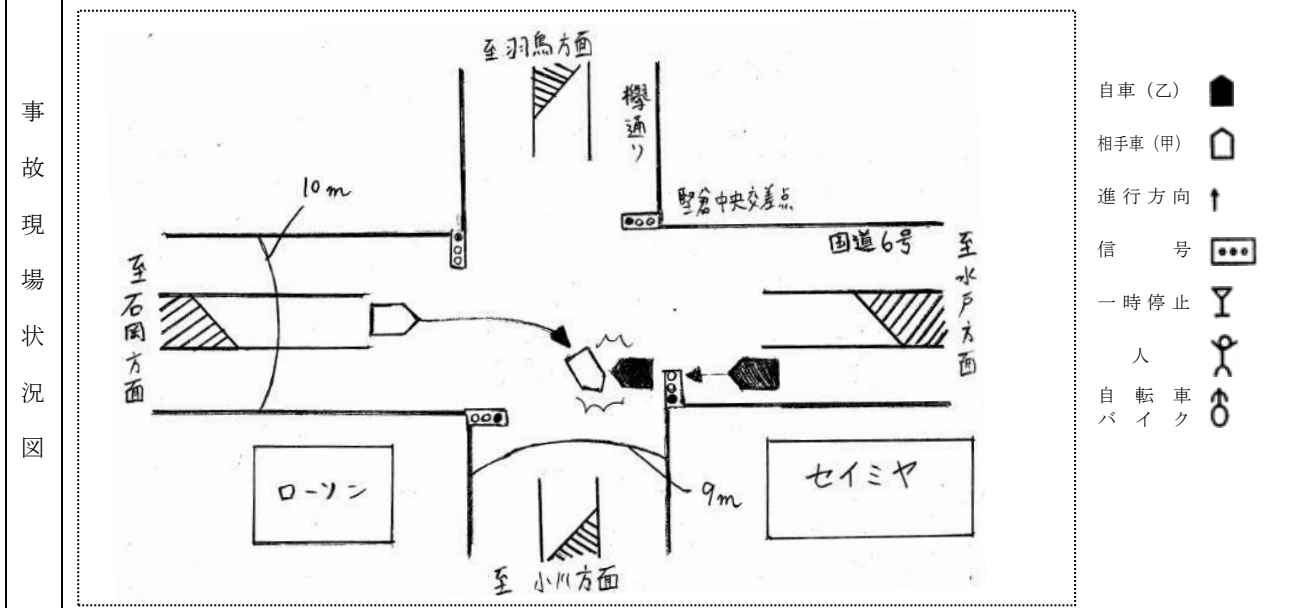 事故現場状況図
至羽鳥方面
欅通り
堅倉中央交差点
国道6号
至水戸方面
10m
至石岡方面
ローソン
9m
セイミヤ
至小川方面
自車（乙）
相手車（甲）
進行方向
信号
一時停止
人
自転車
バイク